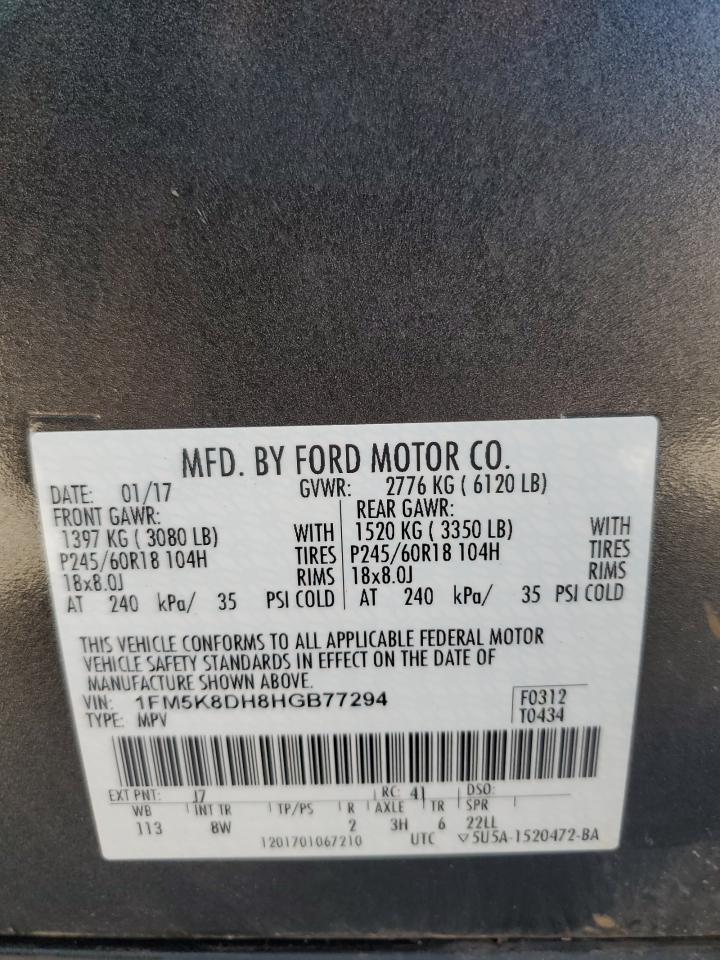 MFD. BY FORD MOTOR CO.
DATE: 01/17 GVWR: 2776 KG ( 6120 LB)
FRONT GAWR: REAR GAWR:
1397 KG ( 3080 LB) WITH 1520 KG ( 3350 LB) WITH
P245/60R18 104H TIRES P245/60R18 104H TIRES
18x8.0J RIMS 18x8.0J RIMS
AT 240 kPa/ 35 PSI COLD AT 240 kPa/ 35 PSI COLD
THIS VEHICLE CONFORMS TO ALL APPLICABLE FEDERAL MOTOR
VEHICLE SAFETY STANDARDS IN EFFECT ON THE DATE OF
MANUFACTURE SHOWN ABOVE.
VIN: 1FM5K8DH8HGB77294 F0312
TYPE: MPV T0434
EXT PNT: J7 RC: 41 DSO:
WB INT TR TP/PS R AXLE TR SPR
113 8W 2 3H 6 22LL
1201701067210 UTC ▽5U5A-1520472-BA